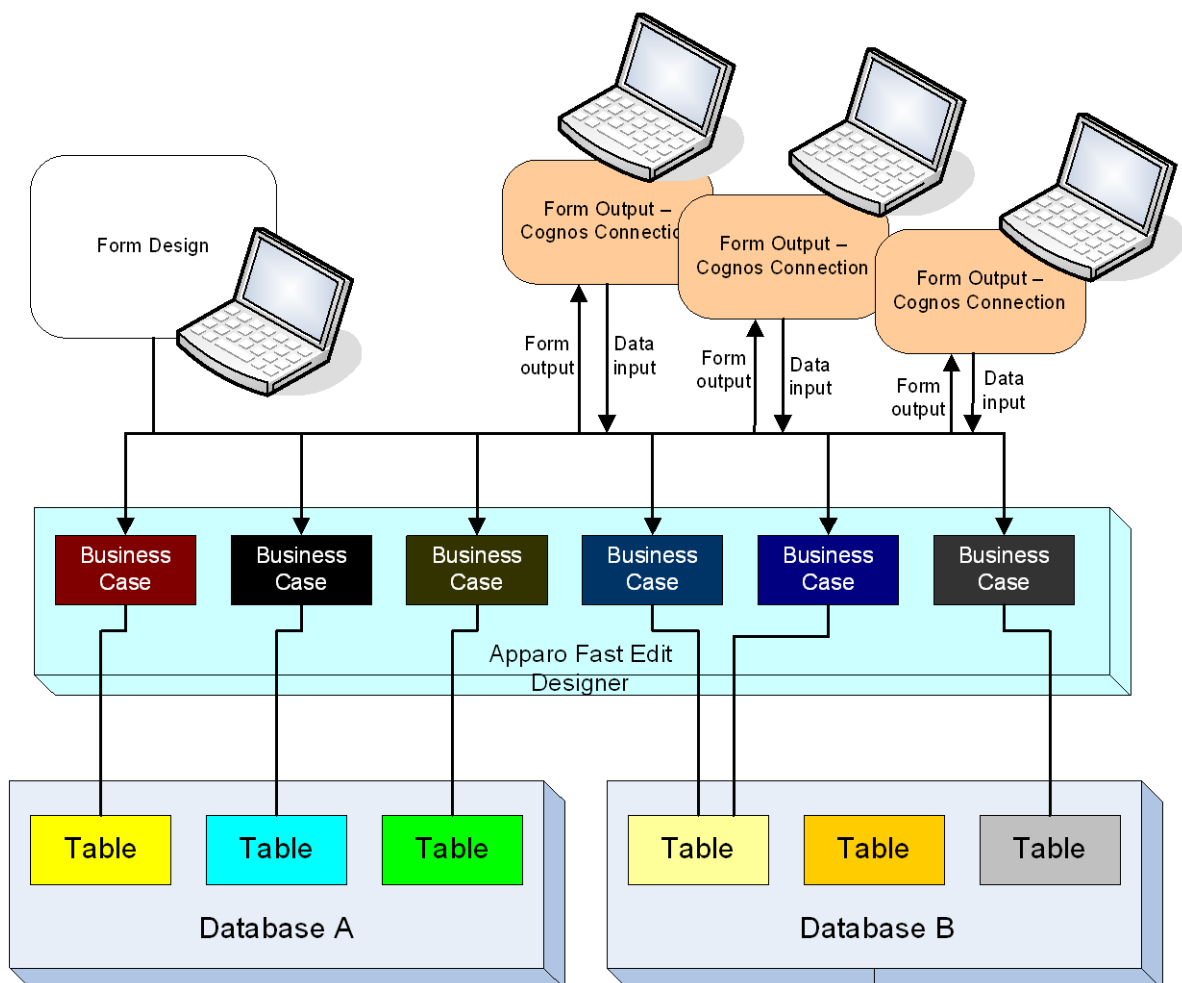 Form Design
Form Output –
Cognos Connection
Form Output –
Cognos Connection
Form Output –
Cognos Connection
Form
output
Data
input
Form
output
Data
input
Form
output
Data
input
Business
Case
Business
Case
Business
Case
Business
Case
Business
Case
Business
Case
Apparo Fast Edit
Designer
Table
Table
Table
Table
Table
Table
Database A
Database B